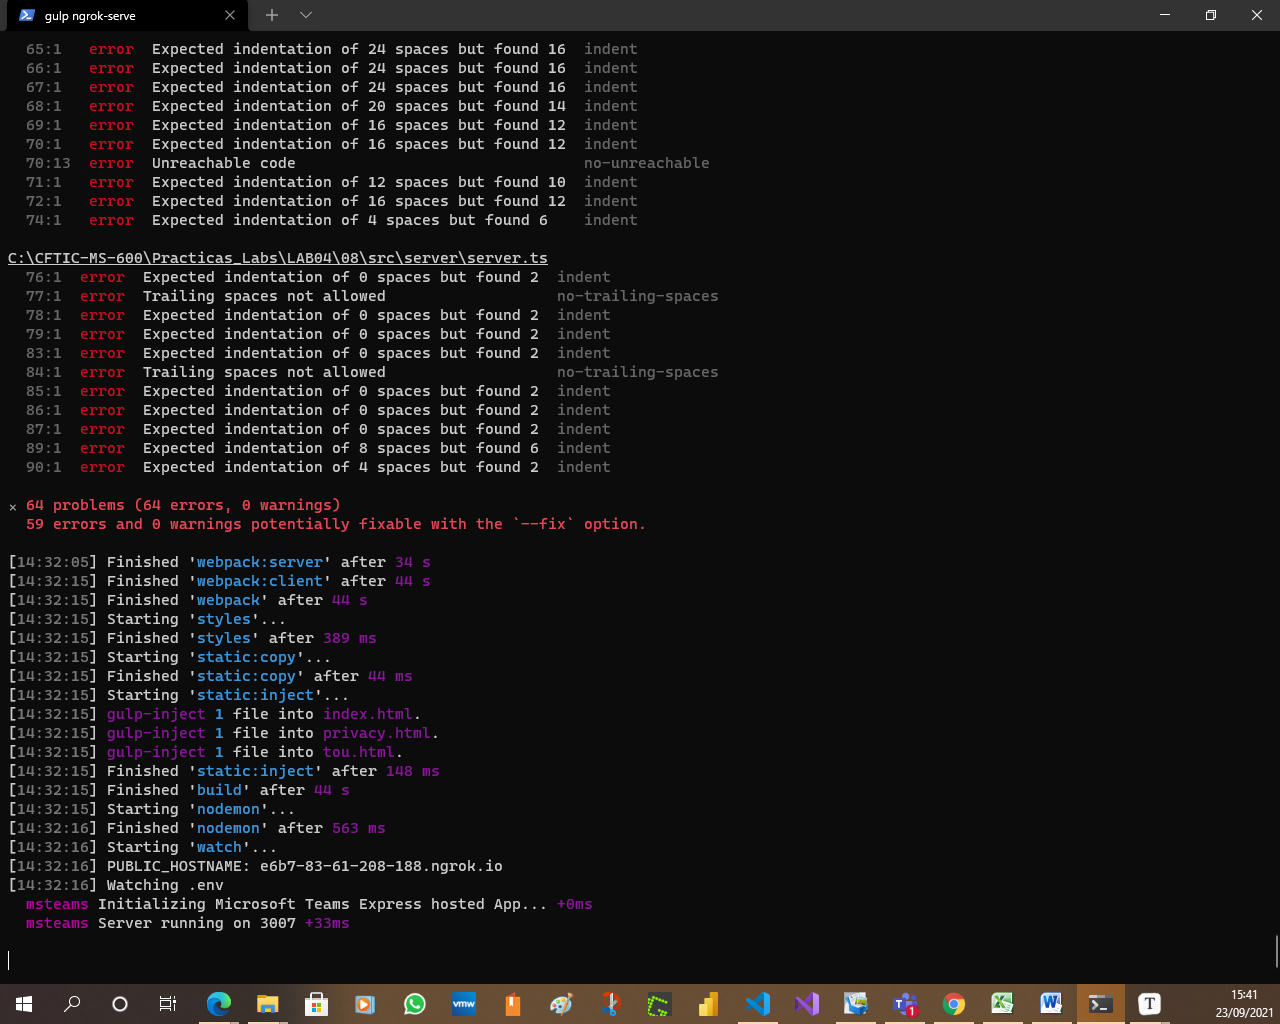 gulp ngrok-serve
65:1 error Expected indentation of 24 spaces but found 16 indent
66:1 error Expected indentation of 24 spaces but found 16 indent
67:1 error Expected indentation of 24 spaces but found 16 indent
68:1 error Expected indentation of 20 spaces but found 14 indent
69:1 error Expected indentation of 16 spaces but found 12 indent
70:1 error Expected indentation of 16 spaces but found 12 indent
70:13 error Unreachable code no-unreachable
71:1 error Expected indentation of 12 spaces but found 10 indent
72:1 error Expected indentation of 16 spaces but found 12 indent
74:1 error Expected indentation of 4 spaces but found 6 indent
C:\CFTIC-MS-600\Practicas_Labs\LAB04\08\src\server\server.ts
76:1 error Expected indentation of 0 spaces but found 2 indent
77:1 error Trailing spaces not allowed no-trailing-spaces
78:1 error Expected indentation of 0 spaces but found 2 indent
79:1 error Expected indentation of 0 spaces but found 2 indent
83:1 error Expected indentation of 0 spaces but found 2 indent
84:1 error Trailing spaces not allowed no-trailing-spaces
85:1 error Expected indentation of 0 spaces but found 2 indent
86:1 error Expected indentation of 0 spaces but found 2 indent
87:1 error Expected indentation of 0 spaces but found 2 indent
89:1 error Expected indentation of 8 spaces but found 6 indent
90:1 error Expected indentation of 4 spaces but found 2 indent
× 64 problems (64 errors, 0 warnings)
59 errors and 0 warnings potentially fixable with the `--fix` option.
[14:32:05] Finished 'webpack:server' after 34 s
[14:32:15] Finished 'webpack:client' after 44 s
[14:32:15] Finished 'webpack' after 44 s
[14:32:15] Starting 'styles'...
[14:32:15] Finished 'styles' after 389 ms
[14:32:15] Starting 'static:copy'...
[14:32:15] Finished 'static:copy' after 44 ms
[14:32:15] Starting 'static:inject'...
[14:32:15] gulp-inject 1 file into index.html.
[14:32:15] gulp-inject 1 file into privacy.html.
[14:32:15] gulp-inject 1 file into tou.html.
[14:32:15] Finished 'static:inject' after 148 ms
[14:32:15] Finished 'build' after 44 s
[14:32:15] Starting 'nodemon'...
[14:32:16] Finished 'nodemon' after 563 ms
[14:32:16] Starting 'watch'...
[14:32:16] PUBLIC_HOSTNAME: e6b7-83-61-208-188.ngrok.io
[14:32:16] Watching .env
msteams Initializing Microsoft Teams Express hosted App... +0ms
msteams Server running on 3007 +33ms
vmw
1
T
15:41
23/09/2021